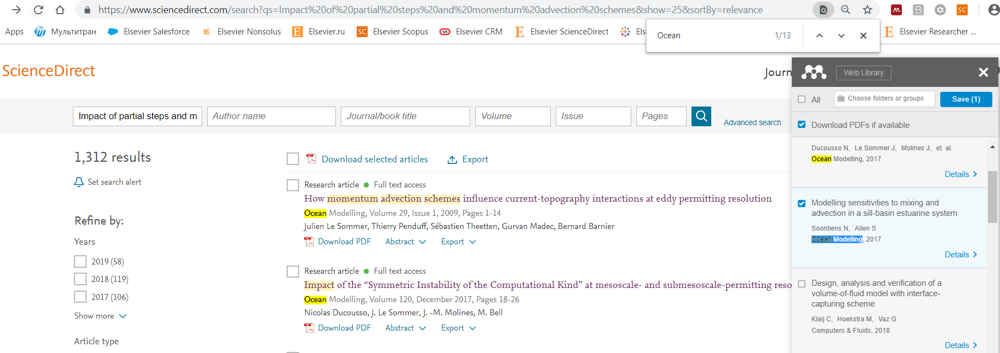 https://www.sciencedirect.com/search?qs=Impact%20of%20partial%20steps%20and%20momentum%20advection%20schemes&show=25&sortBy=relevance
SC
Apps
Мультитран
Elsevier Salesforce
NS Elsevier Nonsolus
E Elsevier.ru
SC Elsevier Scopus
Elsevier CRM
E Elsevier ScienceDirect
E Elsevier Researcher ...
Ocean 1/13
ScienceDirect
Journ
Impact of partial steps and m
Author name
Journal/book title
Volume
Issue
Pages
Advanced search
1,312 results
Set search alert
Refine by:
Years
2019 (58)
2018 (119)
2017 (106)
Show more
Article type
Download selected articles
Export
Research article Full text access
How momentum advection schemes influence current-topography interactions at eddy permitting resolution
Ocean Modelling, Volume 29, Issue 1, 2009, Pages 1-14
Julien Le Sommer, Thierry Penduff, Sébastien Theetten, Gurvan Madec, Bernard Barnier
Download PDF Abstract Export
Research article Full text access
Impact of the “Symmetric Instability of the Computational Kind” at mesoscale- and submesoscale-permitting reso
Ocean Modelling, Volume 120, December 2017, Pages 18-26
Nicolas Ducousso, J. Le Sommer, J. -M. Molines, M. Bell
Download PDF Abstract Export
Web Library
All
Choose folders or groups
Save (1)
Download PDFs if available
Ducousso N, Le Sommer J, Molines J, et. al.
Ocean Modelling, 2017
Details
Modelling sensitivities to mixing and
advection in a sill-basin estuarine system
Soontiens N, Allen S
Ocean Modelling, 2017
Details
Design, analysis and verification of a
volume-of-fluid model with interface-
capturing scheme
Klaij C, Hoekstra M, Vaz G
Computers & Fluids, 2018
Details